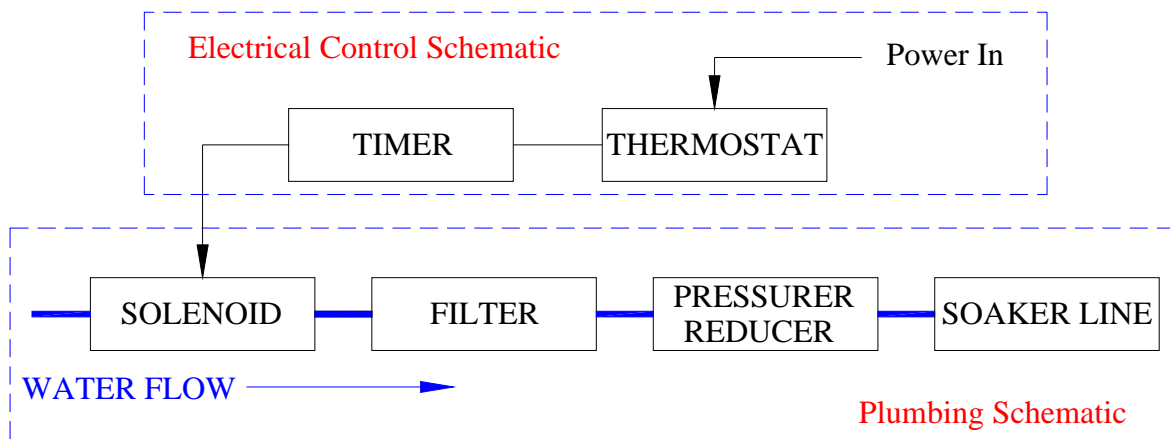 Electrical Control Schematic
Power In
TIMER
THERMOSTAT
SOLENOID
FILTER
PRESSURER
REDUCER
SOAKER LINE
WATER FLOW
Plumbing Schematic